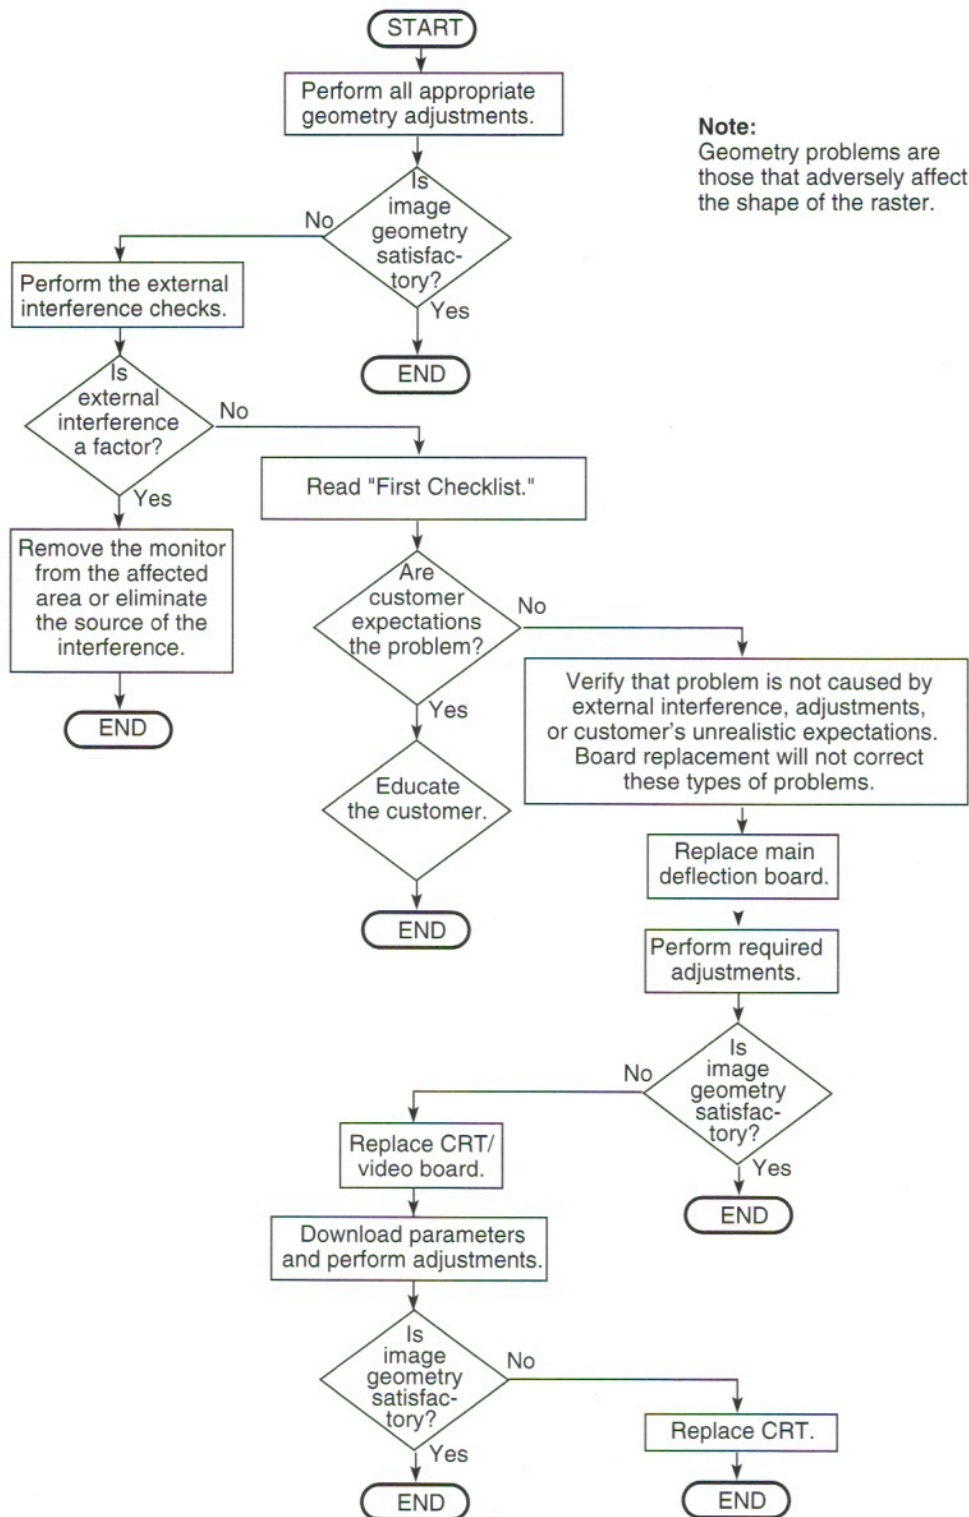 START
Perform all appropriate
geometry adjustments.
Note:
Geometry problems are
those that adversely affect
the shape of the raster.
Is
image
geometry
satisfac-
tory?
No
Yes
END
Perform the external
interference checks.
Is
external
interference
a factor?
No
Yes
Remove the monitor
from the affected
area or eliminate
the source of the
interference.
END
Read "First Checklist."
Are
customer
expectations
the problem?
No
Yes
Educate
the customer.
END
Verify that problem is not caused by
external interference, adjustments,
or customer's unrealistic expectations.
Board replacement will not correct
these types of problems.
Replace main
deflection board.
Perform required
adjustments.
Is
image
geometry
satisfac-
tory?
No
Yes
END
Replace CRT/
video board.
Download parameters
and perform adjustments.
Is
image
geometry
satisfac-
tory?
No
Yes
END
Replace CRT.
END